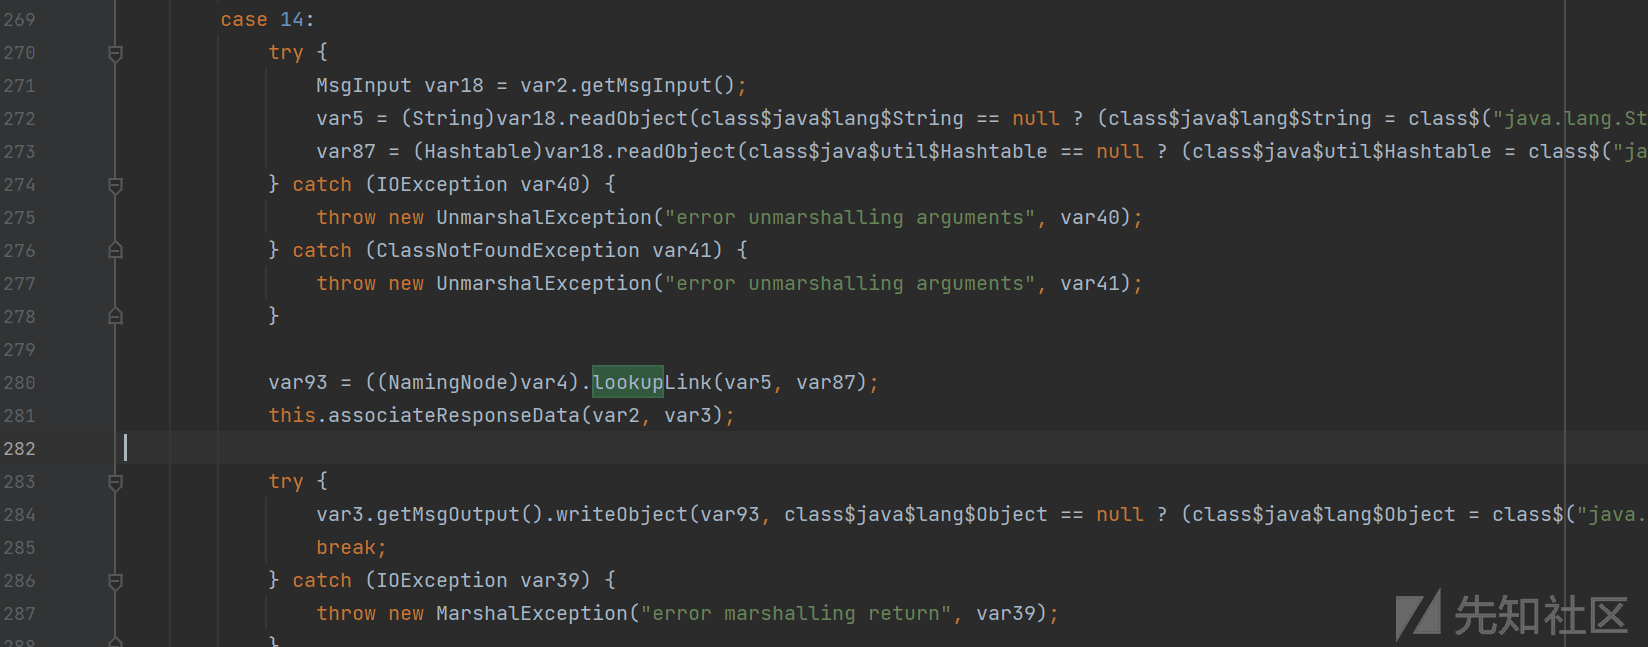 269 case 14:
270 try {
271 MsgInput var18 = var2.getMsgInput();
272 var5 = (String)var18.readObject(class$java$lang$String == null ? (class$java$lang$String = class$("java.lang.St
273 var87 = (Hashtable)var18.readObject(class$java$util$Hashtable == null ? (class$java$util$Hashtable = class$("ja
274 } catch (IOException var40) {
275 throw new UnmarshalException("error unmarshalling arguments", var40);
276 } catch (ClassNotFoundException var41) {
277 throw new UnmarshalException("error unmarshalling arguments", var41);
278 }
279
280 var93 = ((NamingNode)var4).lookupLink(var5, var87);
281 this.associateResponseData(var2, var3);
282
283 try {
284 var3.getMsgOutput().writeObject(var93, class$java$lang$Object == null ? (class$java$lang$Object = class$("java.
285 break;
286 } catch (IOException var39) {
287 throw new MarshalException("error marshalling return", var39);
288 }
先知社区